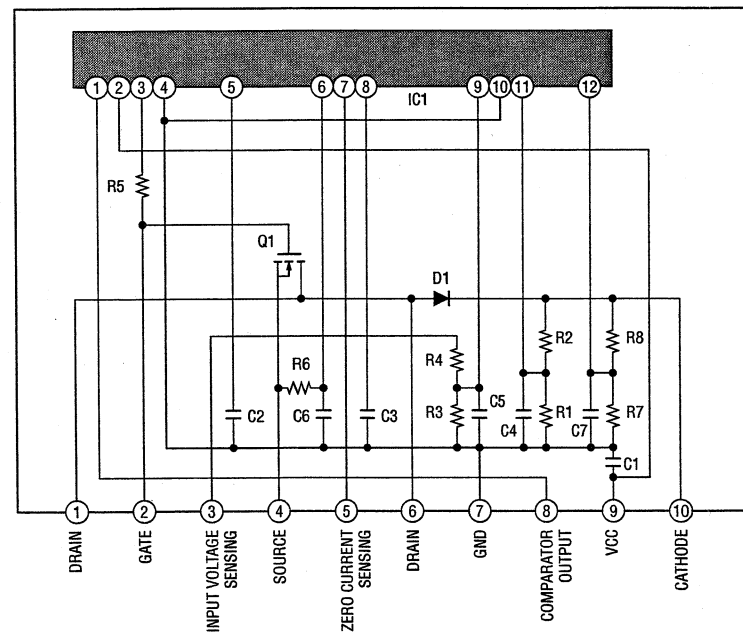 1 2 3 4 5 6 7 8 9 10 11 12
IC1
R5
Q1
D1
R2
R8
R4
R6
C2
C6
C3
R3
C5
C4
R1
C7
R7
C1
1 2 3 4 5 6 7 8 9 10
DRAIN
GATE
INPUT VOLTAGE
SENSING
SOURCE
ZERO CURRENT
SENSING
DRAIN
GND
COMPARATOR
OUTPUT
VCC
CATHODE